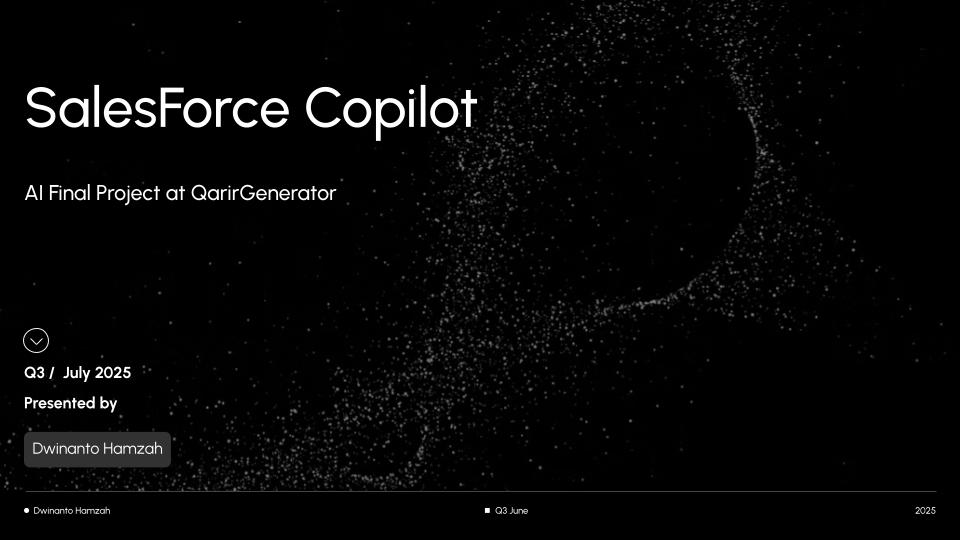 SalesForce Copilot
AI Final Project at QarirGenerator
Q3 / July 2025
Presented by
Dwinanto Hamzah
Dwinanto Hamzah
Q3 June
2025